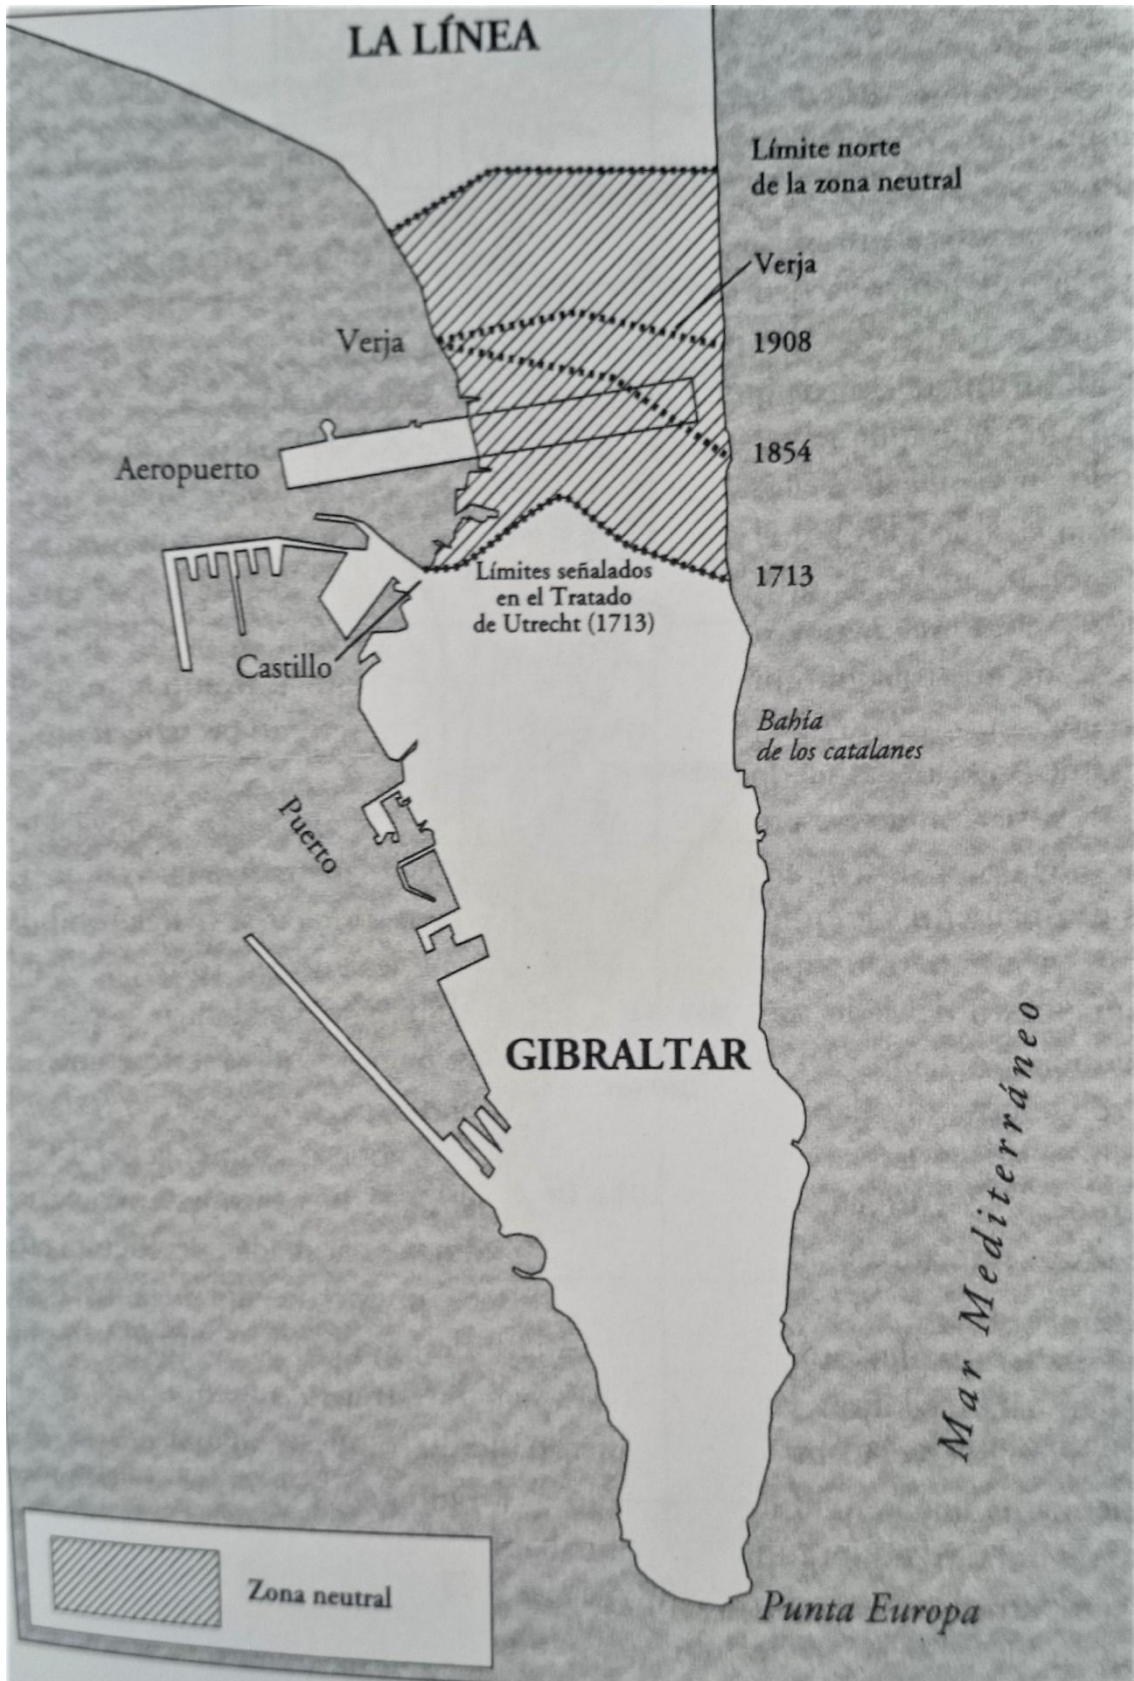 LA LÍNEA
Límite norte
de la zona neutral
Verja
Verja
1908
1854
Aeropuerto
Límites señalados
en el Tratado
de Utrecht (1713)
1713
Castillo
Bahía
de los catalanes
Puerto
GIBRALTAR
Mar Mediterráneo
Zona neutral
Punta Europa